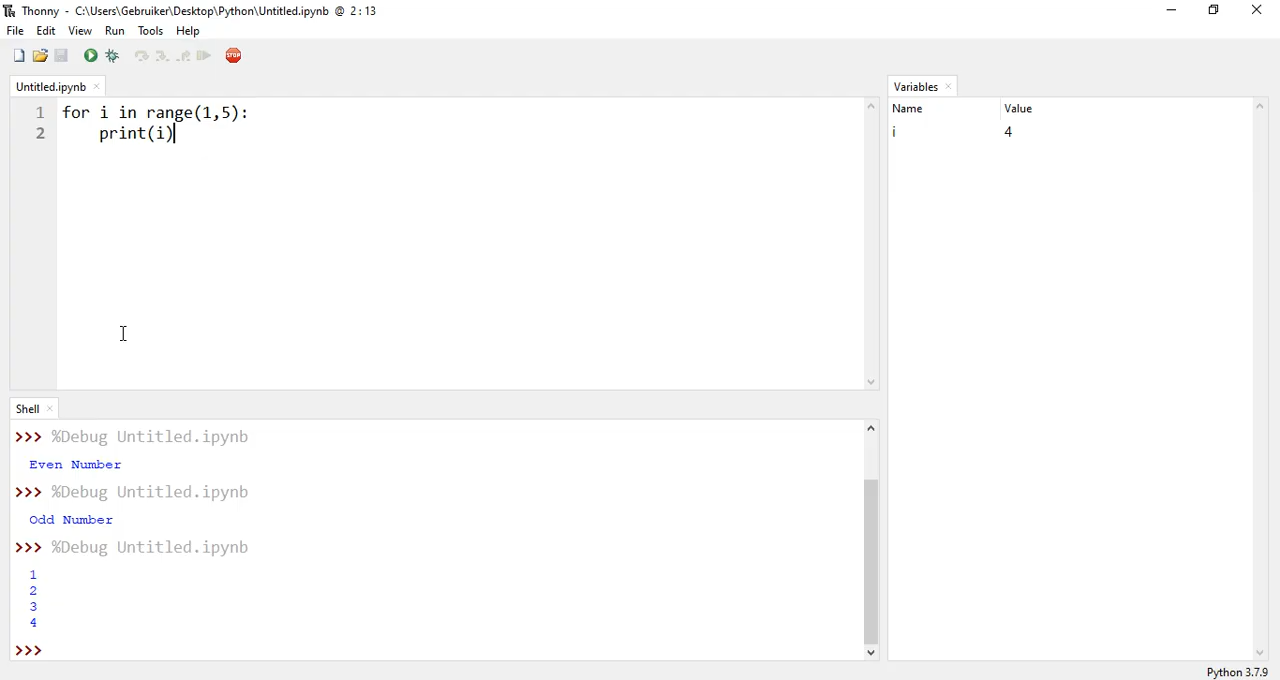 Thonny - C:\Users\Gebruiker\Desktop\Python\Untitled.ipynb @ 2:13
File Edit View Run Tools Help
STOP
Untitled.ipynb ×
1 for i in range(1,5):
2     print(i)
Variables ×
Name Value
i 4
Shell ×
>>> %Debug Untitled.ipynb
Even Number
>>> %Debug Untitled.ipynb
Odd Number
>>> %Debug Untitled.ipynb
1
2
3
4
>>>
Python 3.7.9